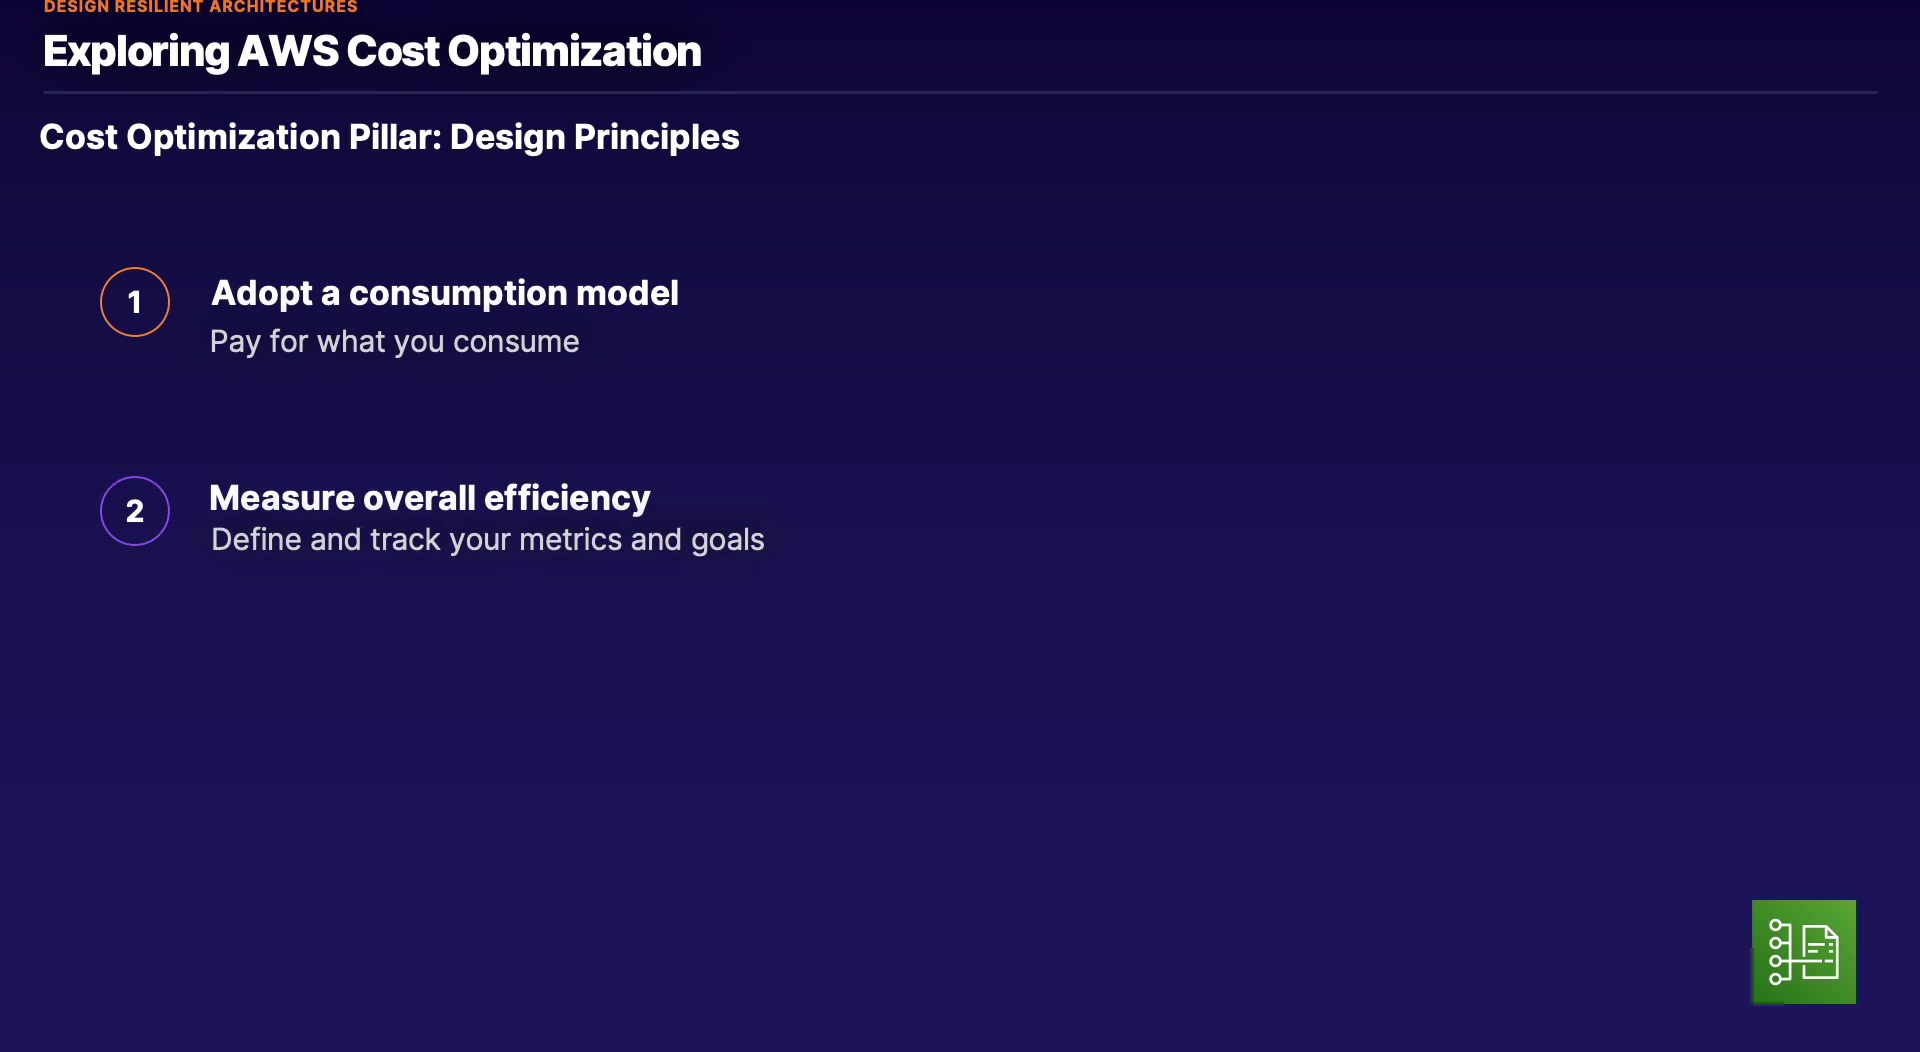 DESIGN RESILIENT ARCHITECTURES
Exploring AWS Cost Optimization
Cost Optimization Pillar: Design Principles
1
Adopt a consumption model
Pay for what you consume
2
Measure overall efficiency
Define and track your metrics and goals